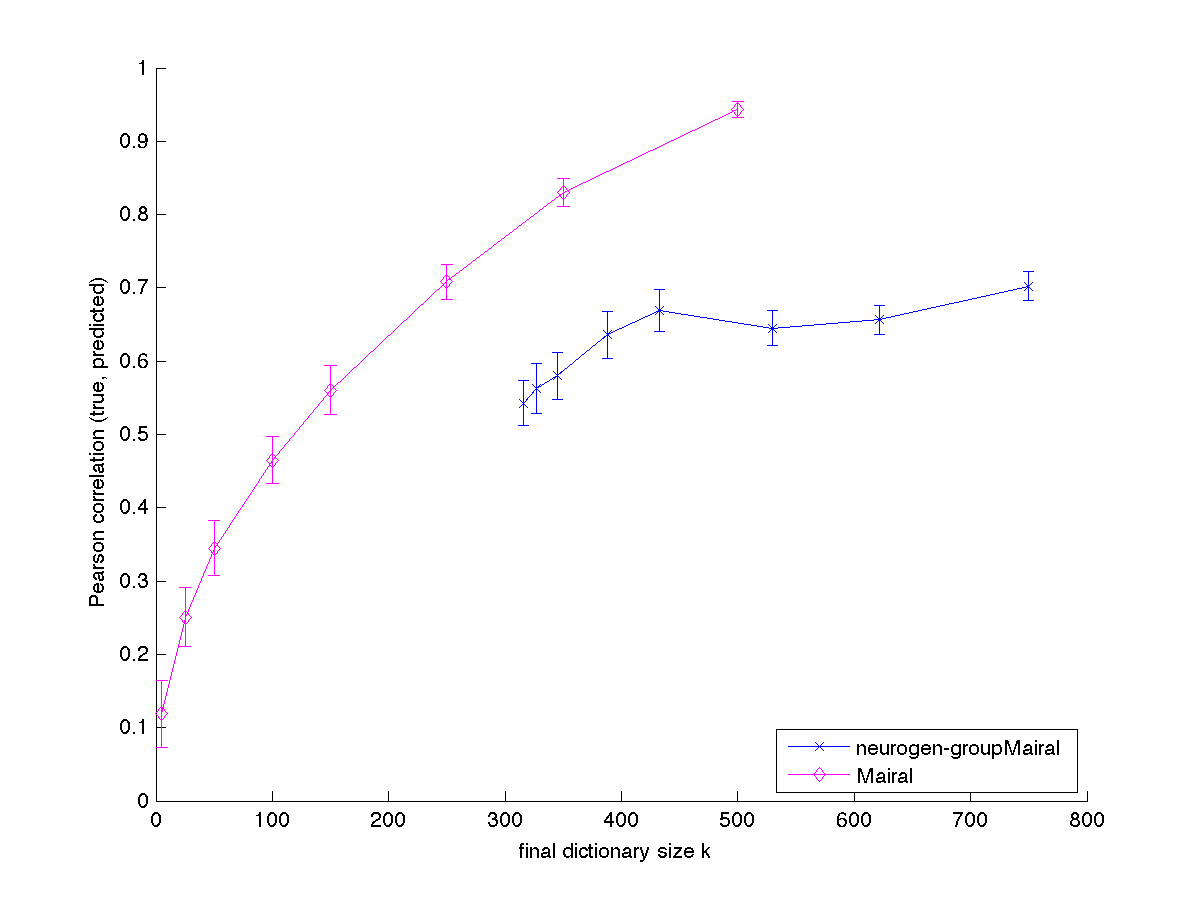 1
0.9
0.8
0.7
0.6
0.5
0.4
0.3
0.2
0.1
0
Pearson correlation (true, predicted)
neurogen-groupMairal
Mairal
0 100 200 300 400 500 600 700 800
final dictionary size k